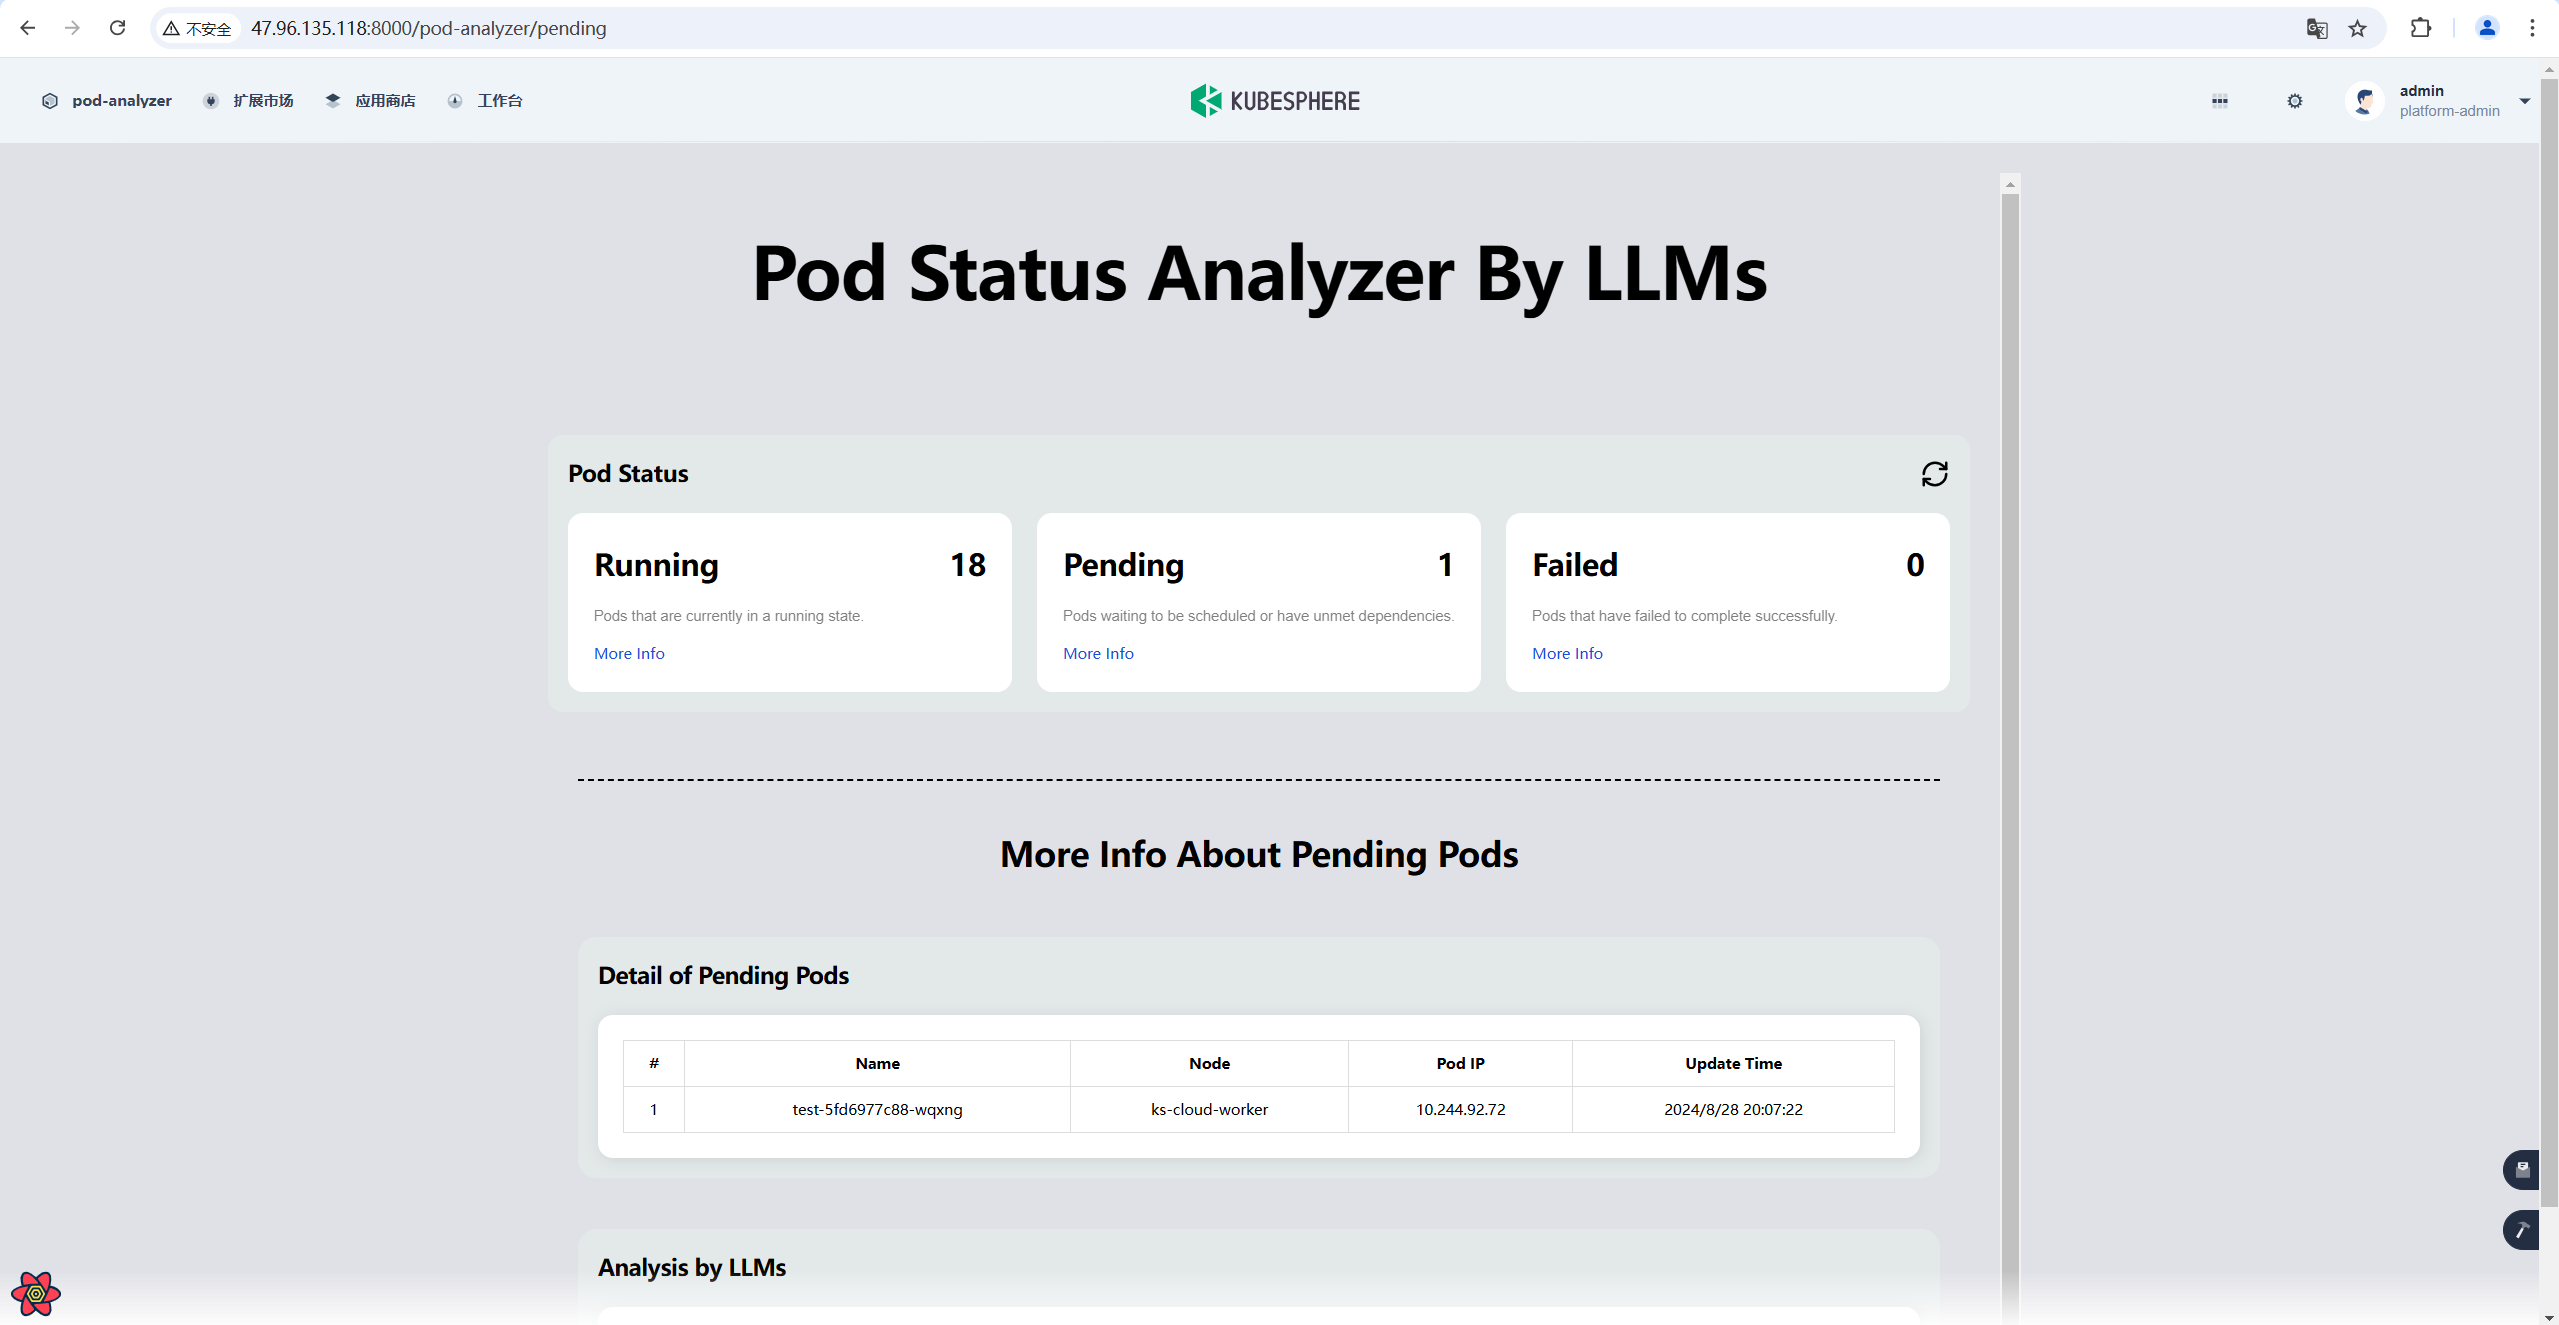 不安全 47.96.135.118:8000/pod-analyzer/pending
pod-analyzer 扩展市场 应用商店 工作台 KUBESPHERE admin
platform-admin
Pod Status Analyzer By LLMs
Pod Status
Running 18 Pending 1 Failed 0
Pods that are currently in a running state. Pods waiting to be scheduled or have unmet dependencies. Pods that have failed to complete successfully.
More Info More Info More Info
More Info About Pending Pods
Detail of Pending Pods
# Name Node Pod IP Update Time
1 test-5fd6977c88-wqxng ks-cloud-worker 10.244.92.72 2024/8/28 20:07:22
Analysis by LLMs